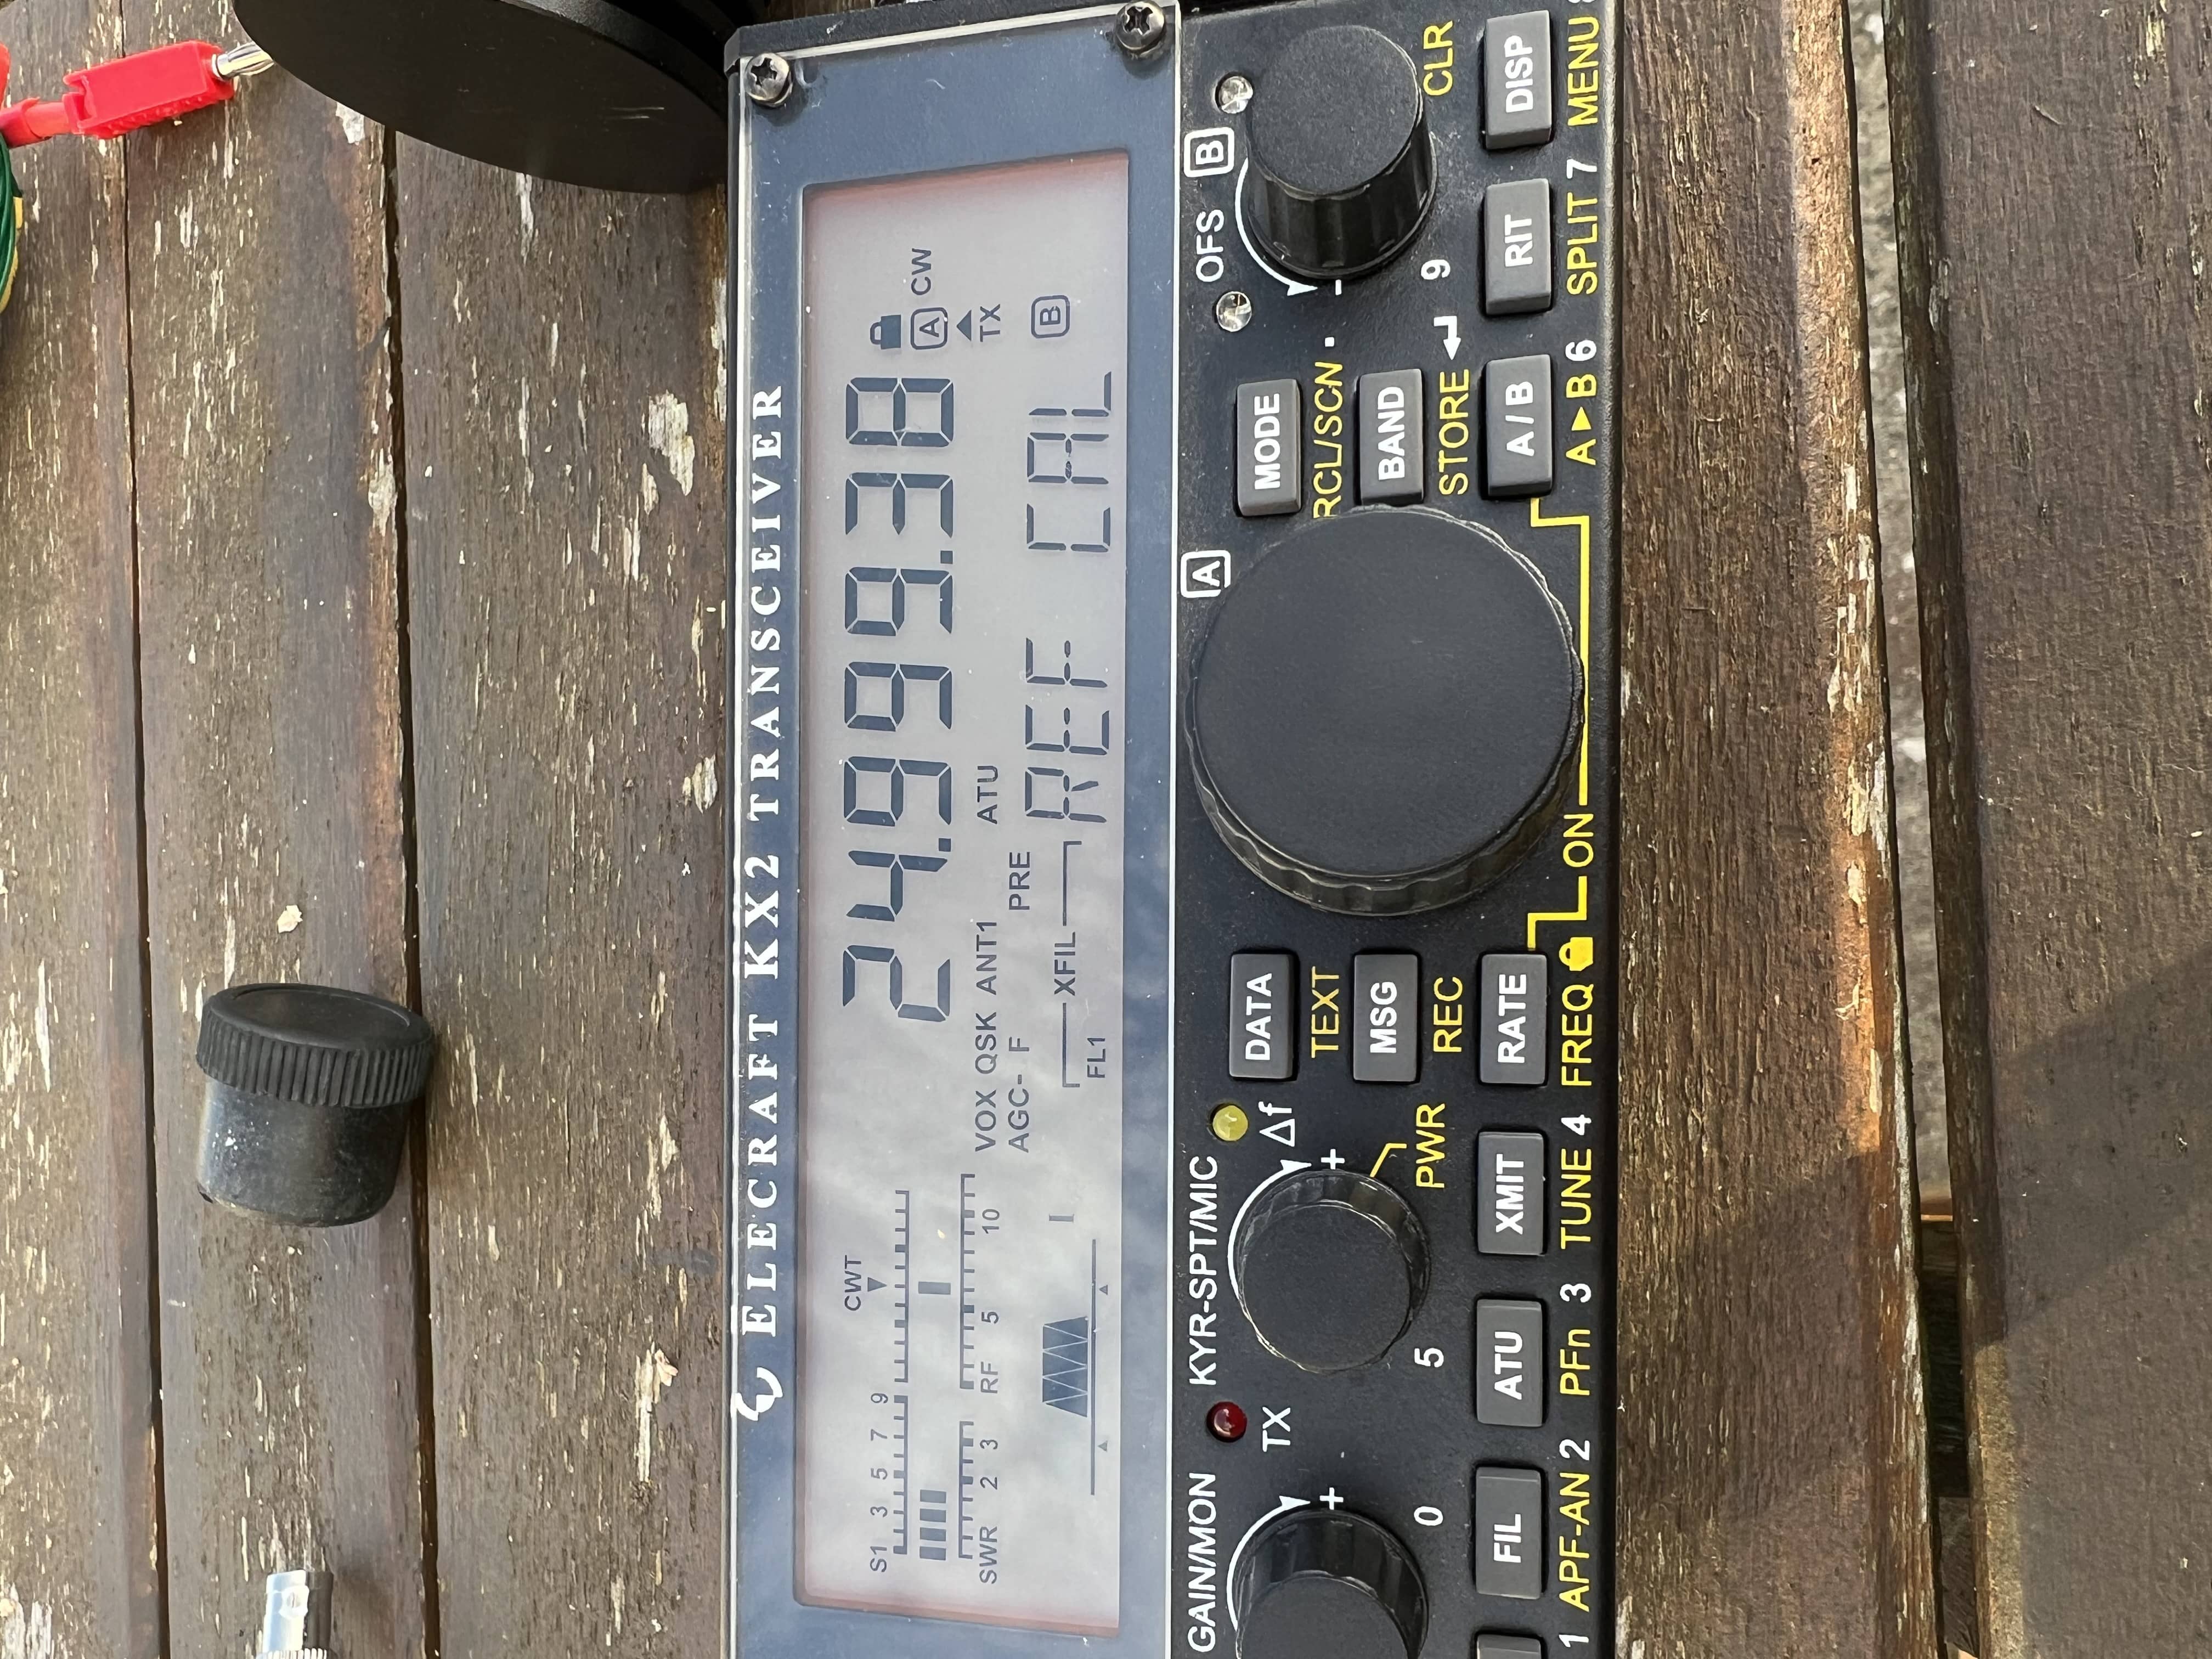 ELECRAFT KX2 TRANSCEIVER
CWT
S1 3 5 7 9
24.999.38
A CW
SWR 2 3 RF 5 10
VOX QSK ANT1 ATU
TX
AGC- F PRE
XFIL
REF CAL
B
I
FL1
GAIN/MON KYR-SPT/MIC
A
OFS B
TX
Δf
DATA
MODE
TEXT
RCL/SCN .
+ + -
MSG
BAND
0 5 PWR
REC
STORE 9 CLR
FIL ATU XMIT RATE
A / B RIT DISP
1 APF-AN 2 PFn 3 TUNE 4 FREQ ON A►B 6 SPLIT 7 MENU